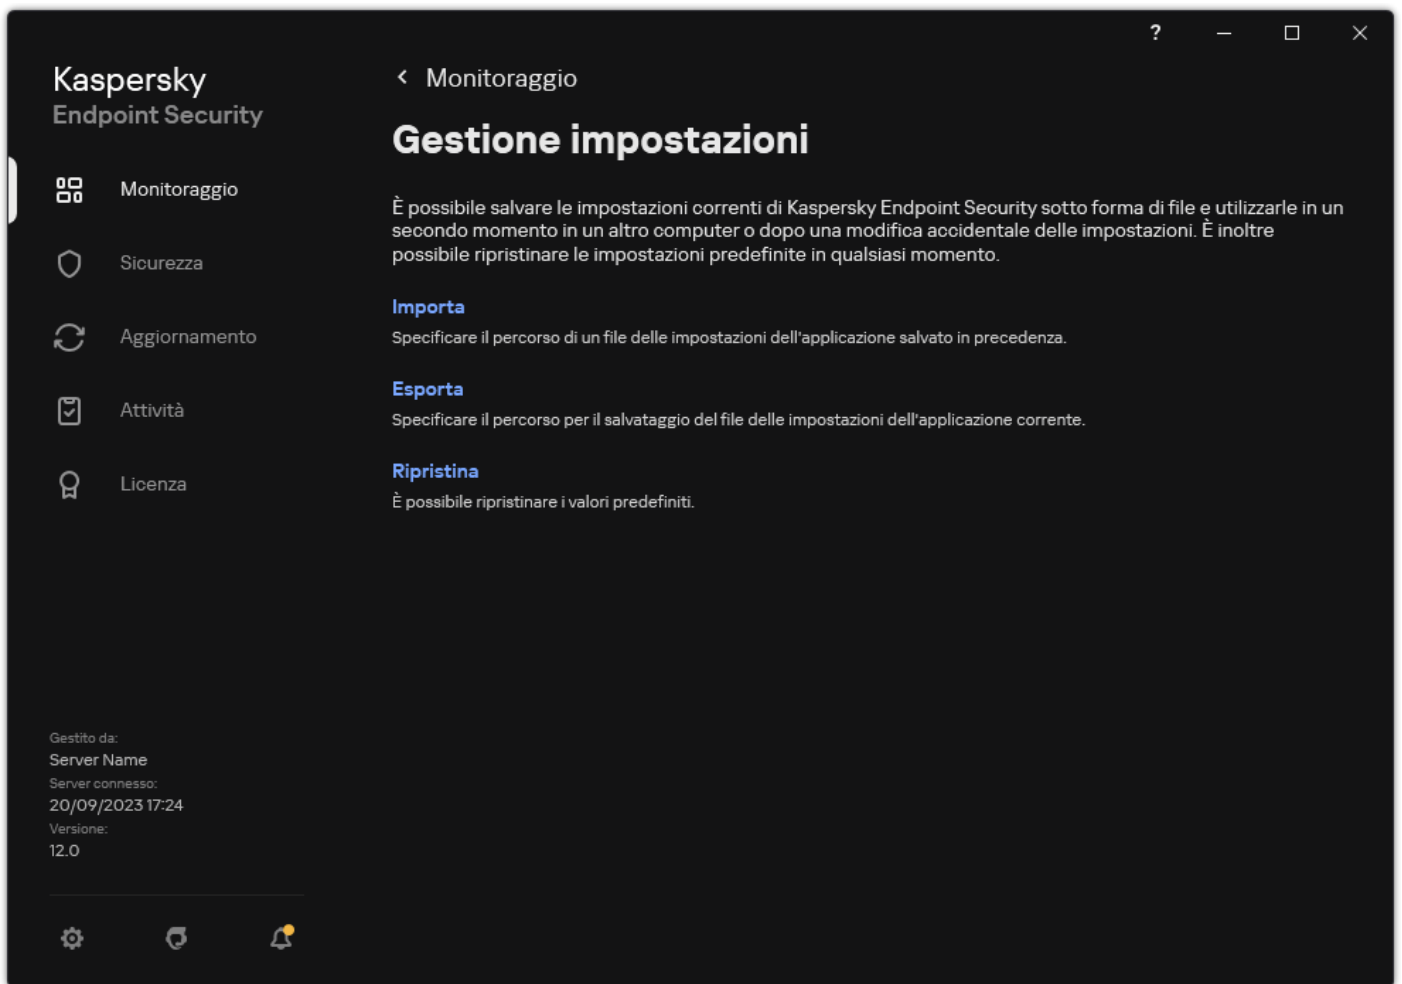 ?
Kaspersky
Endpoint Security
Monitoraggio
Sicurezza
Aggiornamento
Attività
Licenza
Gestito da:
Server Name
Server connesso:
20/09/2023 17:24
Versione:
12.0
Monitoraggio
Gestione impostazioni
È possibile salvare le impostazioni correnti di Kaspersky Endpoint Security sotto forma di file e utilizzarle in un
secondo momento in un altro computer o dopo una modifica accidentale delle impostazioni. È inoltre
possibile ripristinare le impostazioni predefinite in qualsiasi momento.
Importa
Specificare il percorso di un file delle impostazioni dell'applicazione salvato in precedenza.
Esporta
Specificare il percorso per il salvataggio del file delle impostazioni dell'applicazione corrente.
Ripristina
È possibile ripristinare i valori predefiniti.